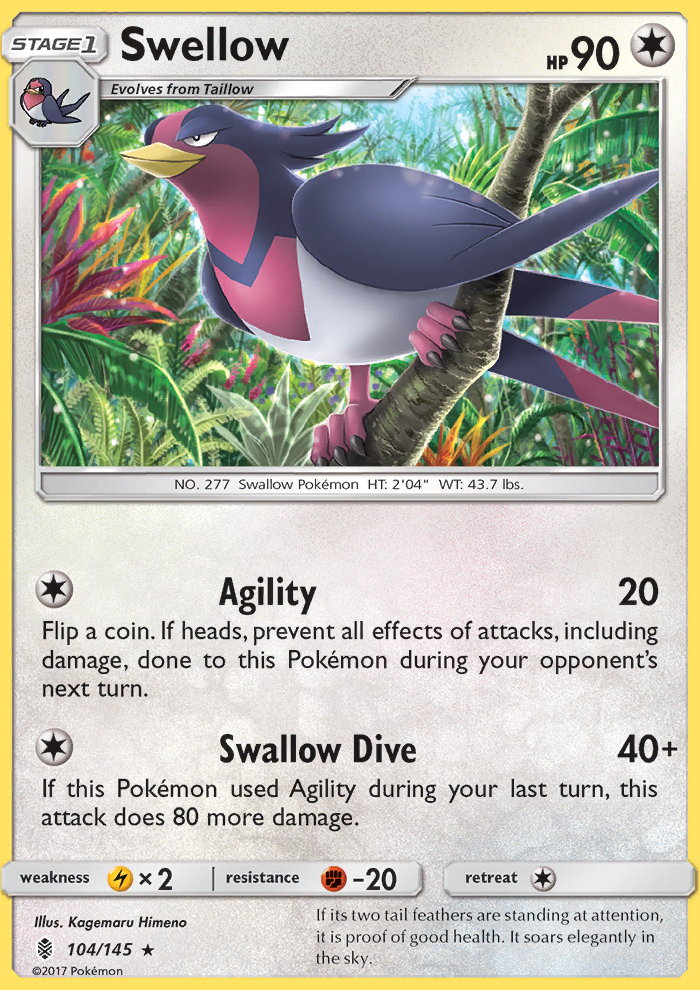 STAGE1
Swellow
HP 90
Evolves from Taillow
NO. 277 Swallow Pokémon HT: 2'04" WT: 43.7 lbs.
Agility 20
Flip a coin. If heads, prevent all effects of attacks, including
damage, done to this Pokémon during your opponent's
next turn.
Swallow Dive 40+
If this Pokémon used Agility during your last turn, this
attack does 80 more damage.
weakness ×2 resistance -20 retreat
Illus. Kagemaru Himeno
104/145 ★
©2017 Pokémon
If its two tail feathers are standing at attention,
it is proof of good health. It soars elegantly in
the sky.